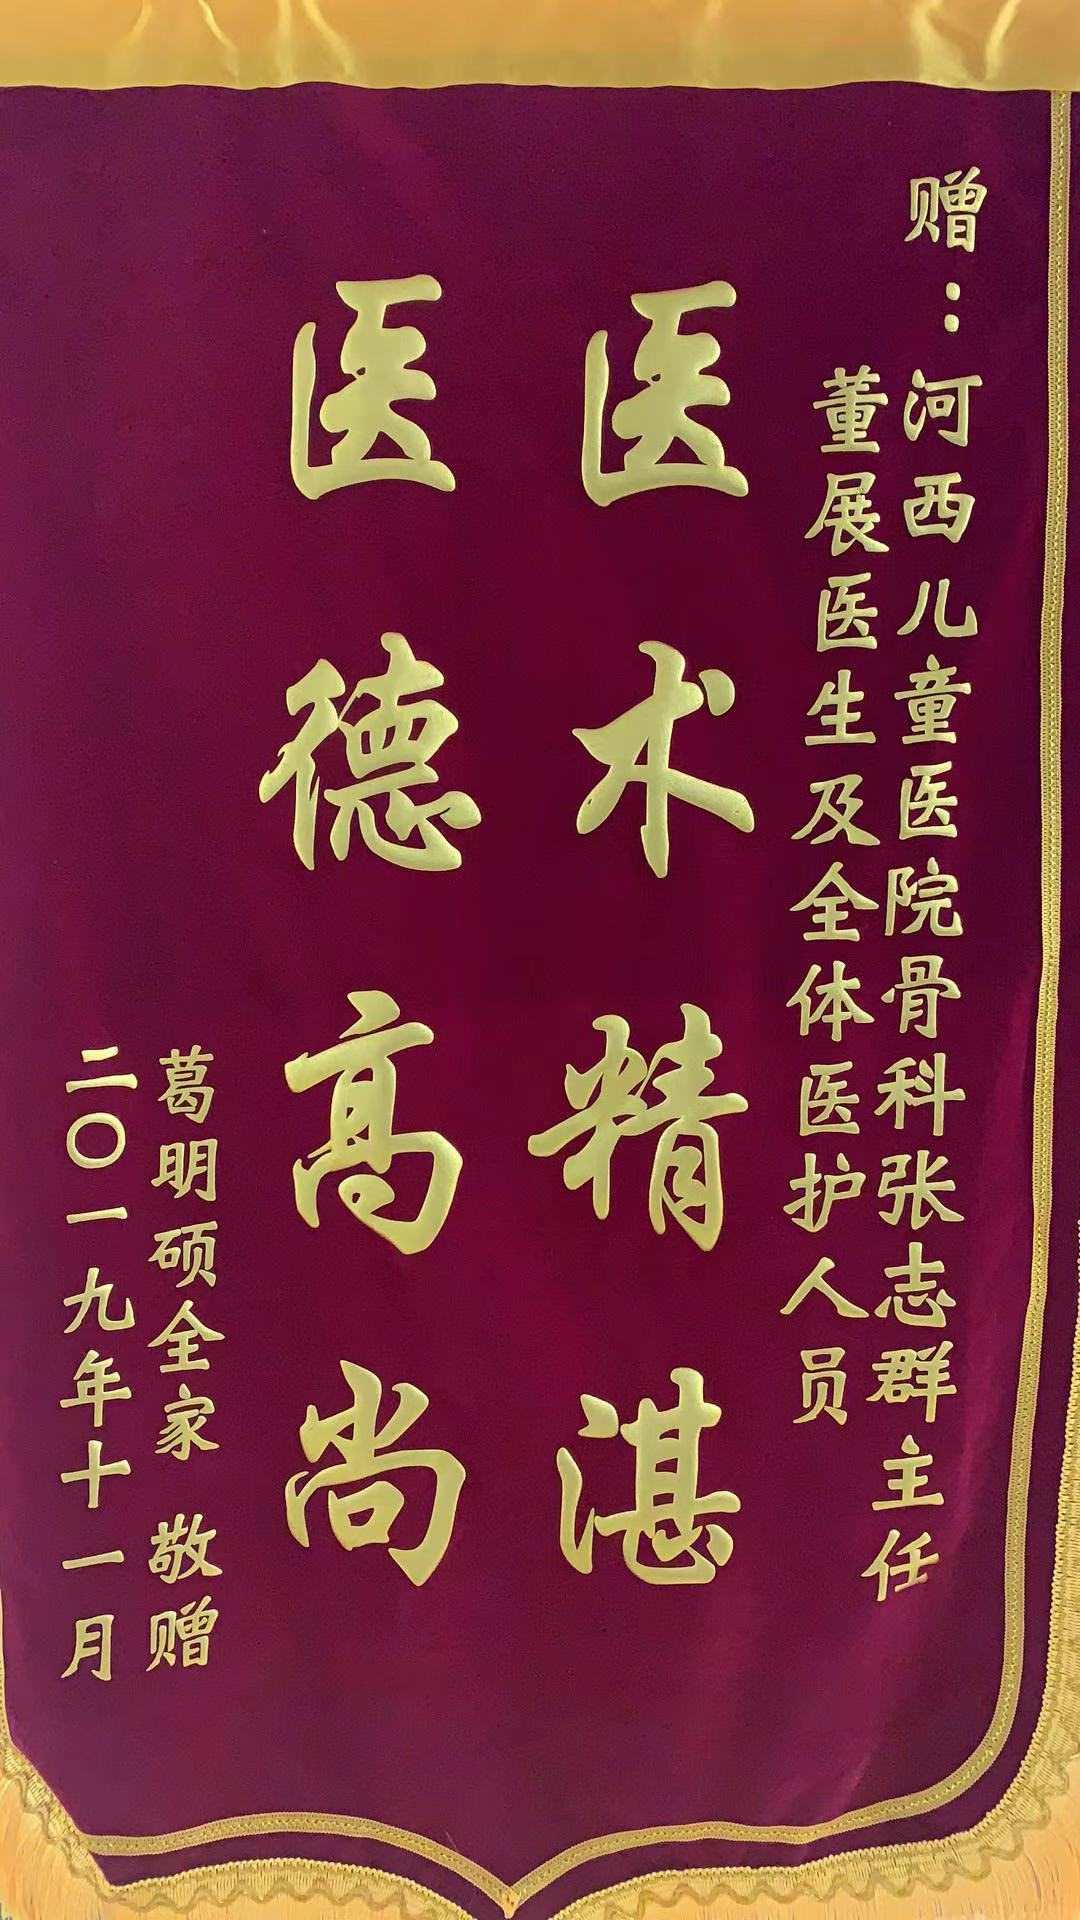 赠：河西儿童医院骨科张志群主任
董展医生及全体医护人员
医术精湛
医德高尚
葛明硕全家 敬赠
二〇一九年十一月